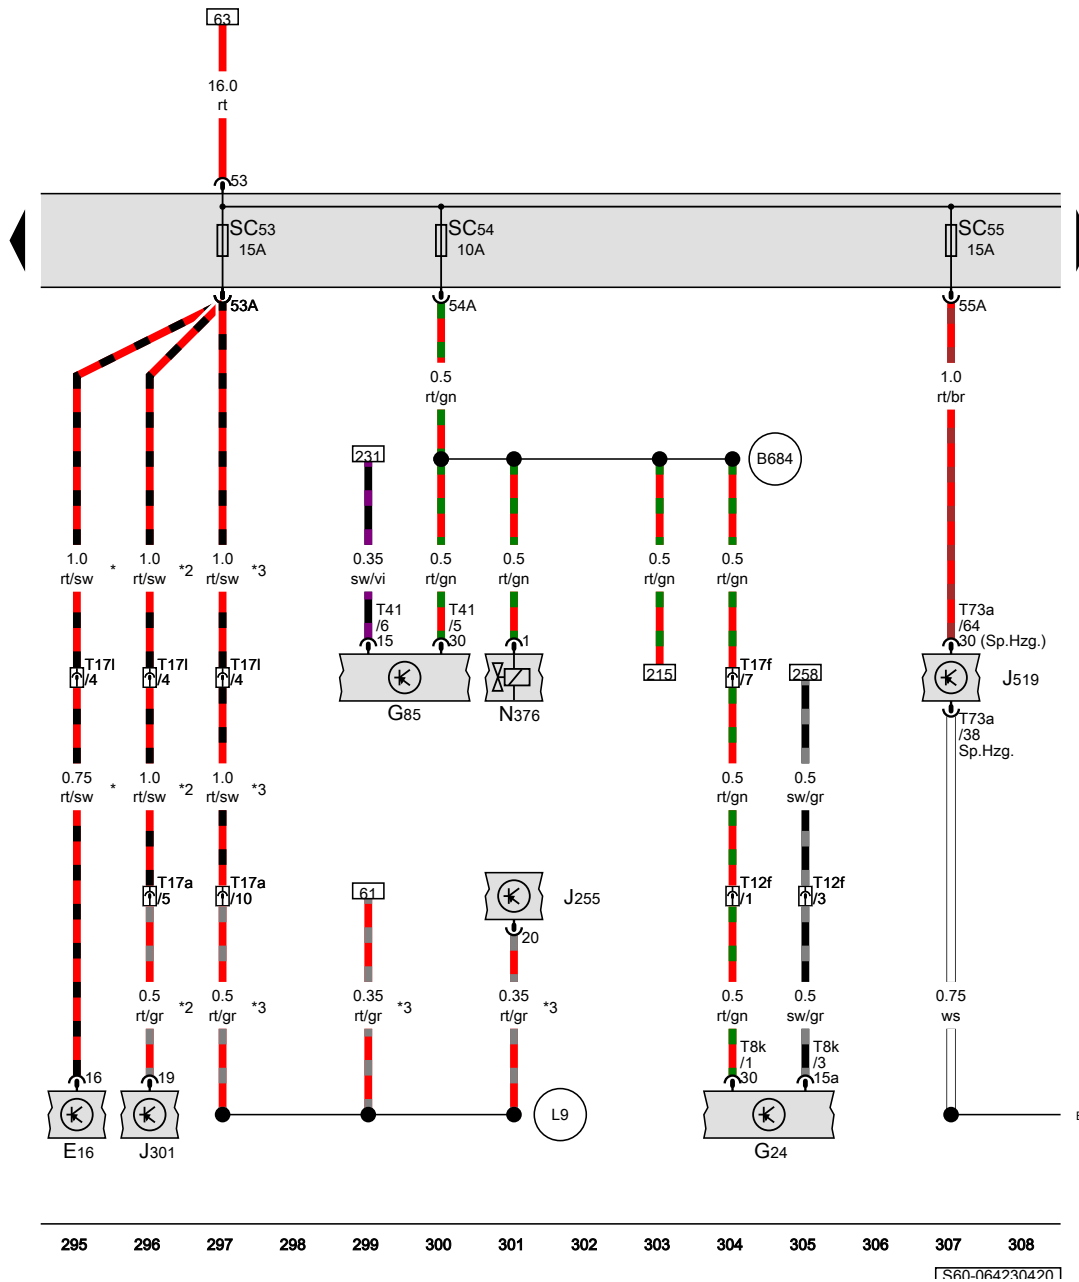 63
16.0
rt
53
SC53
15A
SC54
10A
SC55
15A
53A
54A
55A
0.5
rt/gn
1.0
rt/br
231
B684
1.0
rt/sw
*
1.0
rt/sw
*2
1.0
rt/sw
*3
0.35
sw/vi
0.5
rt/gn
0.5
rt/gn
0.5
rt/gn
0.5
rt/gn
T41
/6
15
T41
/5
30
1
T73a
/64
30 (Sp.Hzg.)
T17l
/4
T17l
/4
T17l
/4
G85
N376
215
T17f
/7
258
J519
T73a
/38
Sp.Hzg.
0.75
rt/sw
*
1.0
rt/sw
*2
1.0
rt/sw
*3
0.5
rt/gn
0.5
sw/gr
T17a
/5
T17a
/10
61
J255
20
T12f
/1
T12f
/3
0.5
rt/gr
*2
0.5
rt/gr
*3
0.35
rt/gr
*3
0.35
rt/gr
*3
0.5
rt/gn
0.5
sw/gr
0.75
ws
16
19
T8k
/1
30
T8k
/3
15a
L9
E16
J301
G24
295 296 297 298 299 300 301 302 303 304 305 306 307 308
S60-064230420